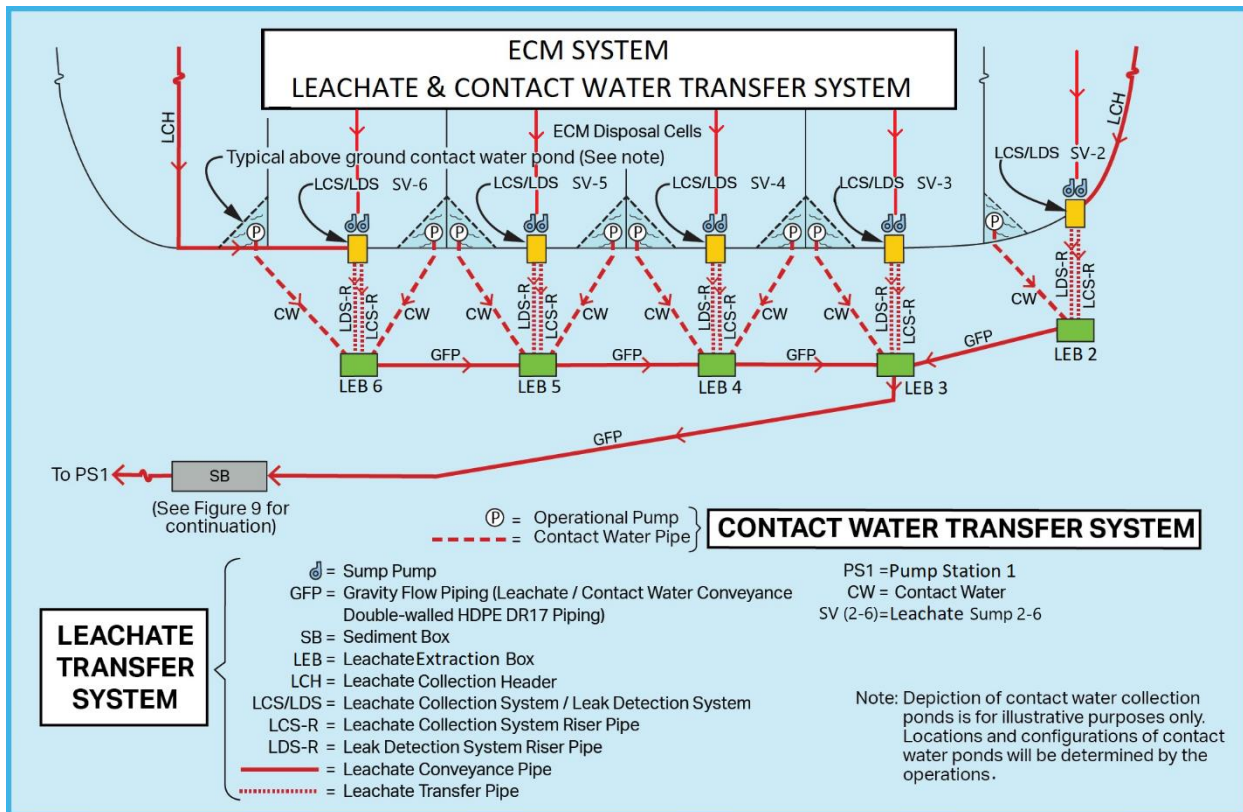 ECM SYSTEM
LEACHATE & CONTACT WATER TRANSFER SYSTEM
LCH
ECM Disposal Cells
LCH
Typical above ground contact water pond (See note)
LCS/LDS SV-6
LCS/LDS SV-5
LCS/LDS SV-4
LCS/LDS SV-3
LCS/LDS SV-2
P
P
P
P
P
P
P
P
CW
LDS-R
LCS-R
CW
CW
LDS-R
LCS-R
CW
CW
LDS-R
LCS-R
CW
CW
LDS-R
LCS-R
CW
LDS-R
LCS-R
GFP
GFP
GFP
GFP
LEB 6
LEB 5
LEB 4
LEB 3
LEB 2
GFP
To PS1
SB
(See Figure 9 for
continuation)
P = Operational Pump
= Contact Water Pipe
CONTACT WATER TRANSFER SYSTEM
LEACHATE
TRANSFER
SYSTEM
= Sump Pump
GFP = Gravity Flow Piping (Leachate / Contact Water Conveyance
Double-walled HDPE DR17 Piping)
SB = Sediment Box
LEB = Leachate Extraction Box
LCH = Leachate Collection Header
LCS/LDS = Leachate Collection System / Leak Detection System
LCS-R = Leachate Collection System Riser Pipe
LDS-R = Leak Detection System Riser Pipe
= Leachate Conveyance Pipe
= Leachate Transfer Pipe
PS1 =Pump Station 1
CW = Contact Water
SV (2-6)=Leachate Sump 2-6
Note: Depiction of contact water collection
ponds is for illustrative purposes only.
Locations and configurations of contact
water ponds will be determined by the
operations.